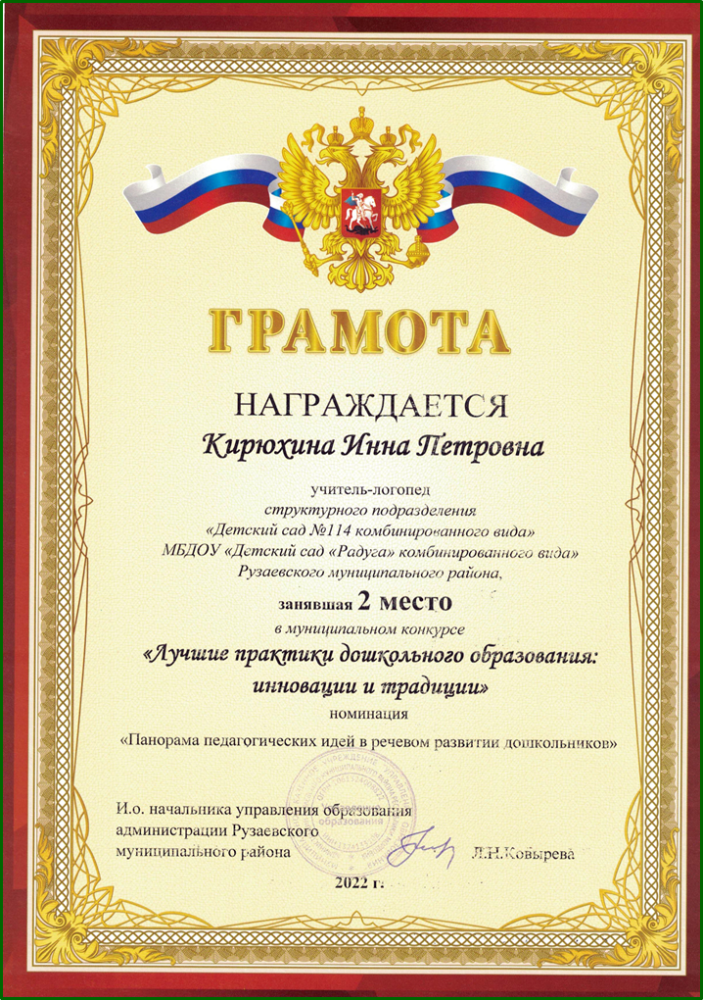 ГРАМОТА
НАГРАЖДАЕТСЯ
Кирюхина Инна Петровна
учитель-логопед
структурного подразделения
«Детский сад №114 комбинированного вида»
МБДОУ «Детский сад «Радуга» комбинированного вида»
Рузаевского муниципального района,
занявшая 2 место
в муниципальном конкурсе
«Лучшие практики дошкольного образования:
инновации и традиции»
номинация
«Панорама педагогических идей в речевом развитии дошкольников»
И.о. начальника управления образования
администрации Рузаевского
муниципального района Л.Н.Ковырева
управление
образования
2022 г.